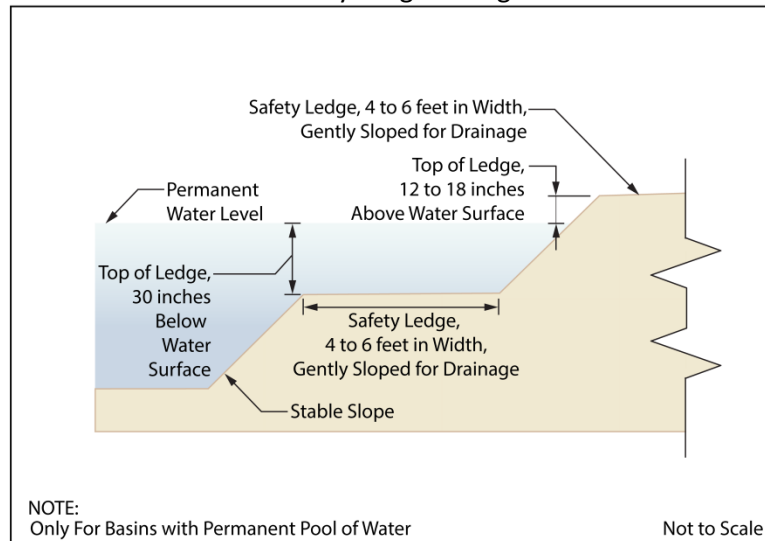 Safety Ledge, 4 to 6 feet in Width,
Gently Sloped for Drainage
Top of Ledge,
12 to 18 inches
Above Water Surface
Permanent
Water Level
Top of Ledge,
30 inches
Below
Water
Surface
Safety Ledge,
4 to 6 feet in Width,
Gently Sloped for Drainage
Stable Slope
NOTE:
Only For Basins with Permanent Pool of Water
Not to Scale